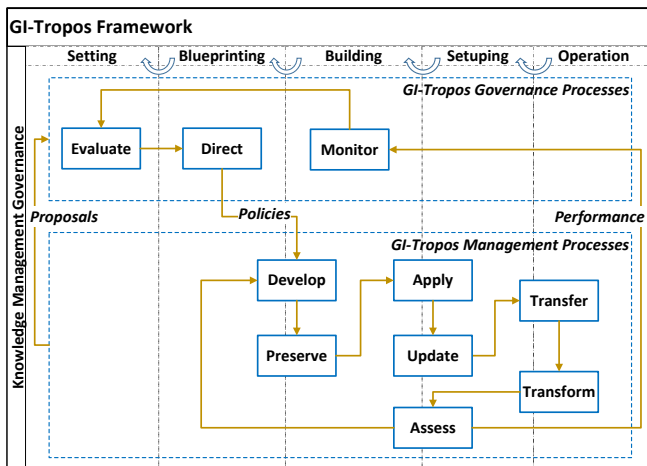 GI-Tropos Framework
Setting Blueprinting Building Setuping Operation
Knowledge Management Governance
GI-Tropos Governance Processes
Evaluate Direct Monitor
Proposals Policies Performance
GI-Tropos Management Processes
Develop Apply
Transfer
Preserve Update
Transform
Assess